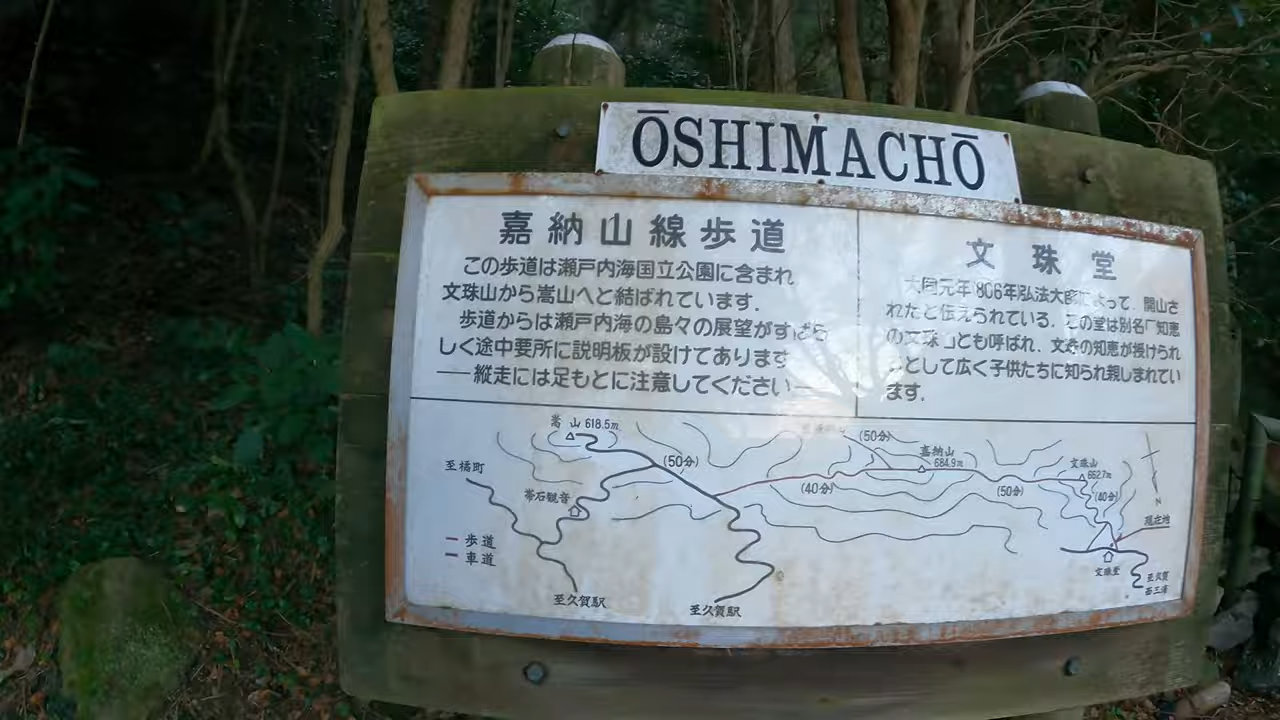 ŌSHIMACHŌ
嘉納山線歩道
この歩道は瀬戸内海国立公園に含まれ
文珠山から嵩山へと結ばれています.
歩道からは瀬戸内海の島々の展望がすばら
しく途中要所に説明板が設けてあります
――縦走には足もとに注意してください――
文珠堂
大同元年806年弘法大師によって、開山さ
れたと伝えられている。この堂は別名「知恵
の文珠」とも呼ばれ、文珠の知恵が授けられ
として広く子供たちに知られ親しまれてい
ます.
嵩山 618.5m
(50分)
(50分)
嘉納山
684.9m
文珠山
662.7m
至橘町
帯石観音
(40分)
(50分)
(40分)
N
現在地
歩道
車道
文珠堂
至久賀
至三蒲
至久賀駅
至久賀駅